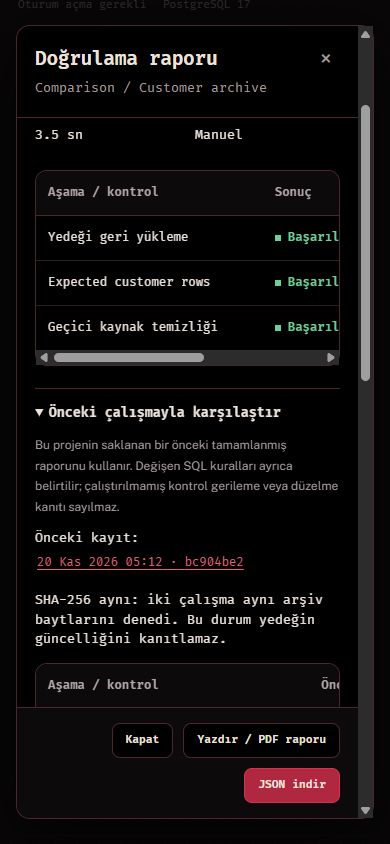 Oturum açma gerekli PostgreSQL 17
Doğrulama raporu ×
Comparison / Customer archive
3.5 sn Manuel
Aşama / kontrol Sonuç
Yedeği geri yükleme Başarıl
Expected customer rows Başarıl
Geçici kaynak temizliği Başarıl
▼ Önceki çalışmayla karşılaştır
Bu projenin saklanan bir önceki tamamlanmış
raporunu kullanır. Değişen SQL kuralları ayrıca
belirtilir; çalıştırılmamış kontrol gerileme veya düzelme
kanıtı sayılmaz.
Önceki kayıt:
20 Kas 2026 05:12 · bc904be2
SHA-256 aynı: iki çalışma aynı arşiv
baytlarını denedi. Bu durum yedeğin
güncelliğini kanıtlamaz.
Aşama / kontrol Önc
Kapat Yazdır / PDF raporu
JSON indir